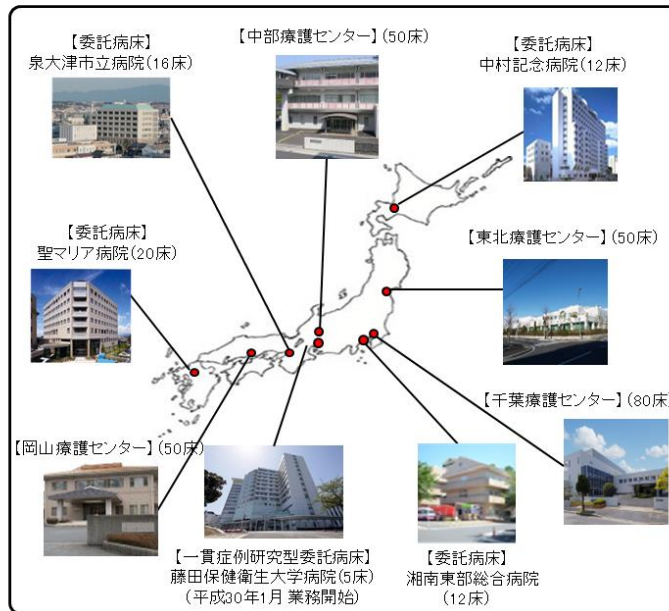 【委託病床】
泉大津市立病院(16床)
【中部療護センター】(50床)
【委託病床】
中村記念病院(12床)
【委託病床】
聖マリア病院(20床)
【東北療護センター】(50床)
【千葉療護センター】(80床)
【岡山療護センター】(50床)
【一貫症例研究型委託病床】
藤田保健衛生大学病院(5床)
(平成30年1月 業務開始)
【委託病床】
湘南東部総合病院
(12床)